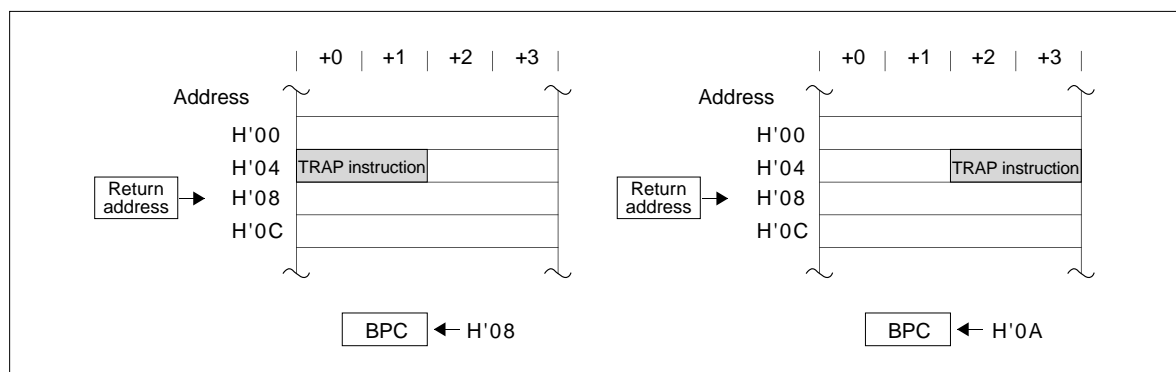 +0 +1 +2 +3
Address
H'00
H'04 TRAP instruction
Return address H'08
H'0C
BPC H'08
+0 +1 +2 +3
Address
H'00
H'04 TRAP instruction
Return address H'08
H'0C
BPC H'0A